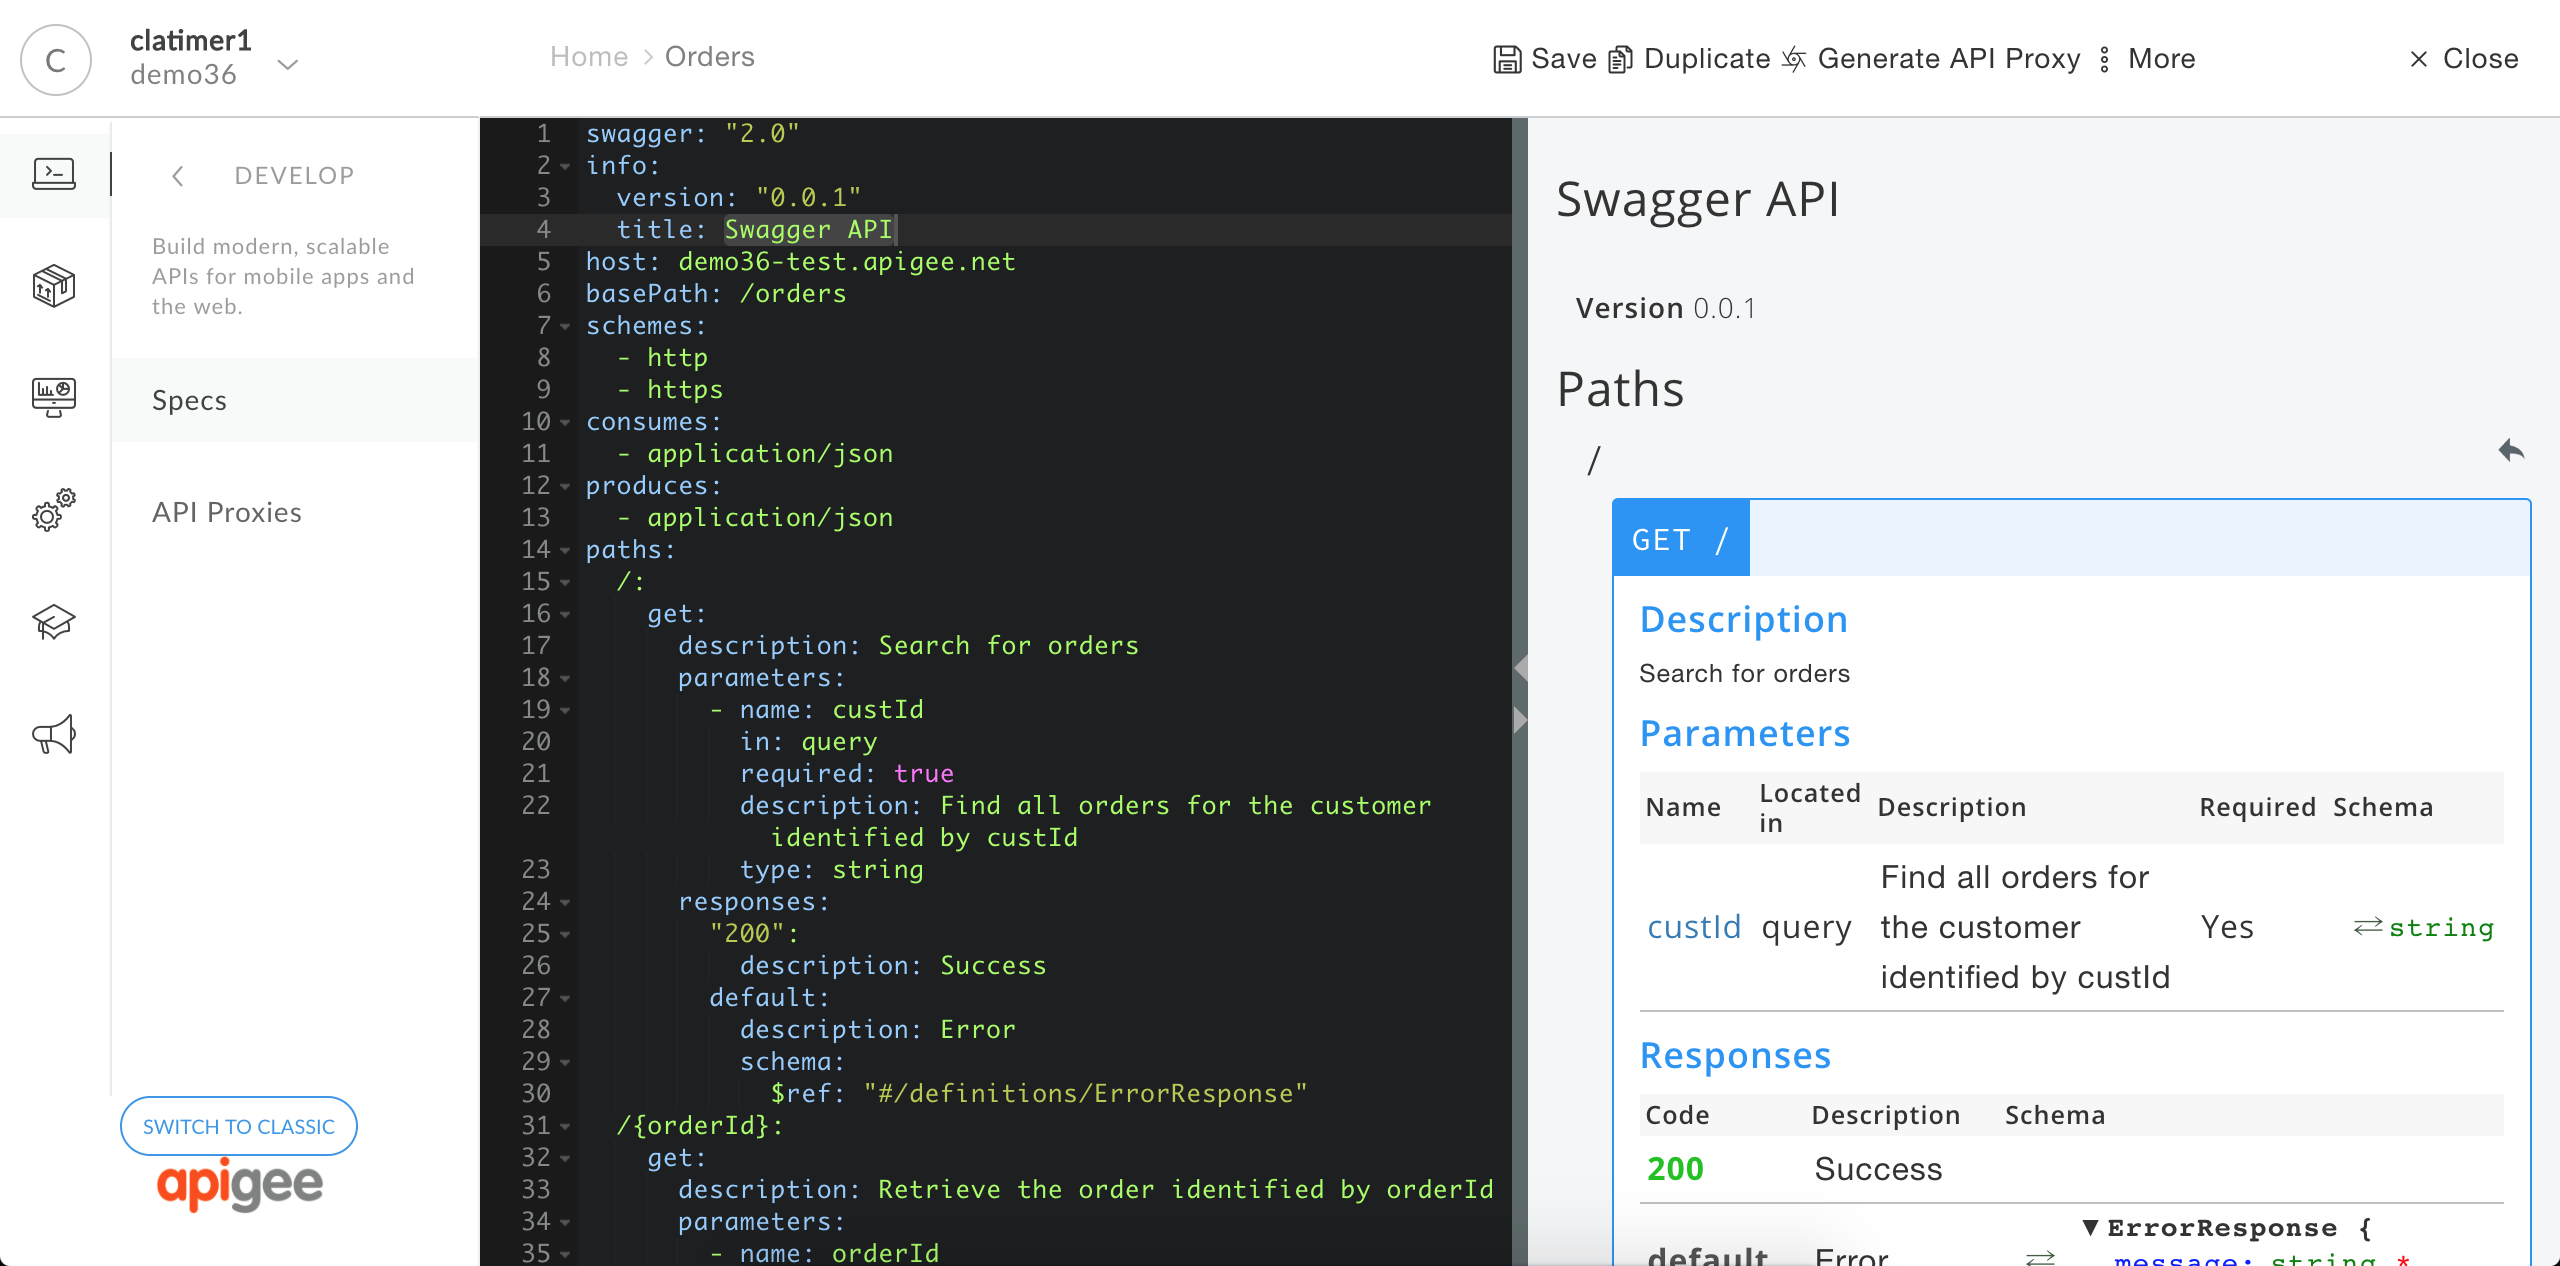 C
clatimer1
demo36
Home > Orders
Save Duplicate Generate API Proxy More
× Close
DEVELOP
Build modern, scalable
APIs for mobile apps and
the web.
Specs
API Proxies
SWITCH TO CLASSIC
apigee
1 swagger: "2.0"
2 info:
3 version: "0.0.1"
4 title: Swagger API
5 host: demo36-test.apigee.net
6 basePath: /orders
7 schemes:
8 - http
9 - https
10 consumes:
11 - application/json
12 produces:
13 - application/json
14 paths:
15 /:
16 get:
17 description: Search for orders
18 parameters:
19 - name: custId
20 in: query
21 required: true
22 description: Find all orders for the customer
identified by custId
23 type: string
24 responses:
25 "200":
26 description: Success
27 default:
28 description: Error
29 schema:
30 $ref: "#/definitions/ErrorResponse"
31 /{orderId}:
32 get:
33 description: Retrieve the order identified by orderId
34 parameters:
35 - name: orderId
Swagger API
Version 0.0.1
Paths
/
GET /
Description
Search for orders
Parameters
Name Located in Description Required Schema
custId query Find all orders for
the customer
identified by custId
Yes ⇄string
Responses
Code Description Schema
200 Success
default Error ⇄ ▼ErrorResponse {
message: string *